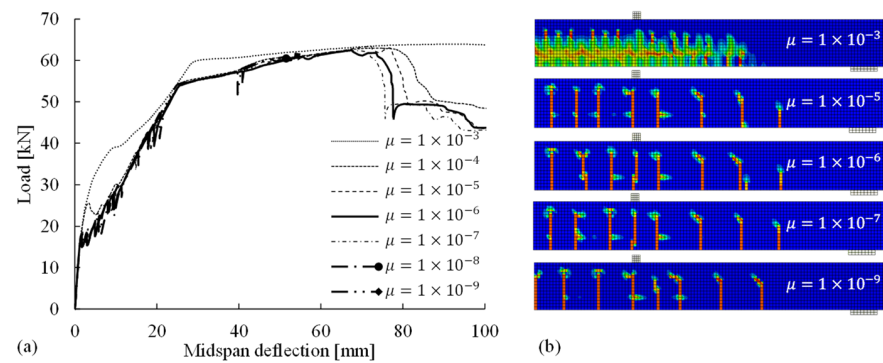 70
60
50
40
30
20
10
0
Load [kN]
0 20 40 60 80 100
Midspan deflection [mm]
μ = 1 × 10⁻³
μ = 1 × 10⁻⁴
μ = 1 × 10⁻⁵
μ = 1 × 10⁻⁶
μ = 1 × 10⁻⁷
μ = 1 × 10⁻⁸
μ = 1 × 10⁻⁹
(a)
μ = 1 × 10⁻³
μ = 1 × 10⁻⁵
μ = 1 × 10⁻⁶
μ = 1 × 10⁻⁷
μ = 1 × 10⁻⁹
(b)